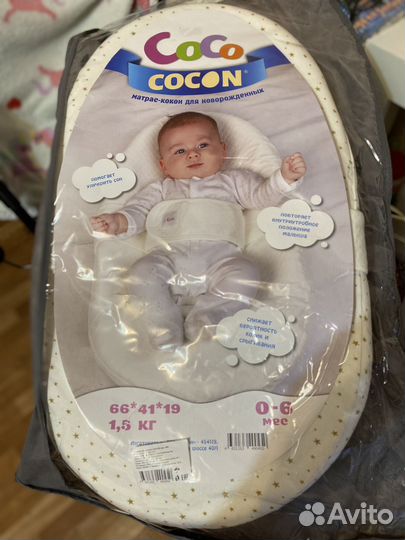 CoCo
COCON
матрас-кокон для новорожденных
помогает
улучшить сон
повторяет
внутриутробное
положение
малыша
снижает
вероятность
колик и
срыгивания
66*41*19
1,5 КГ
0-6
мес
Avito